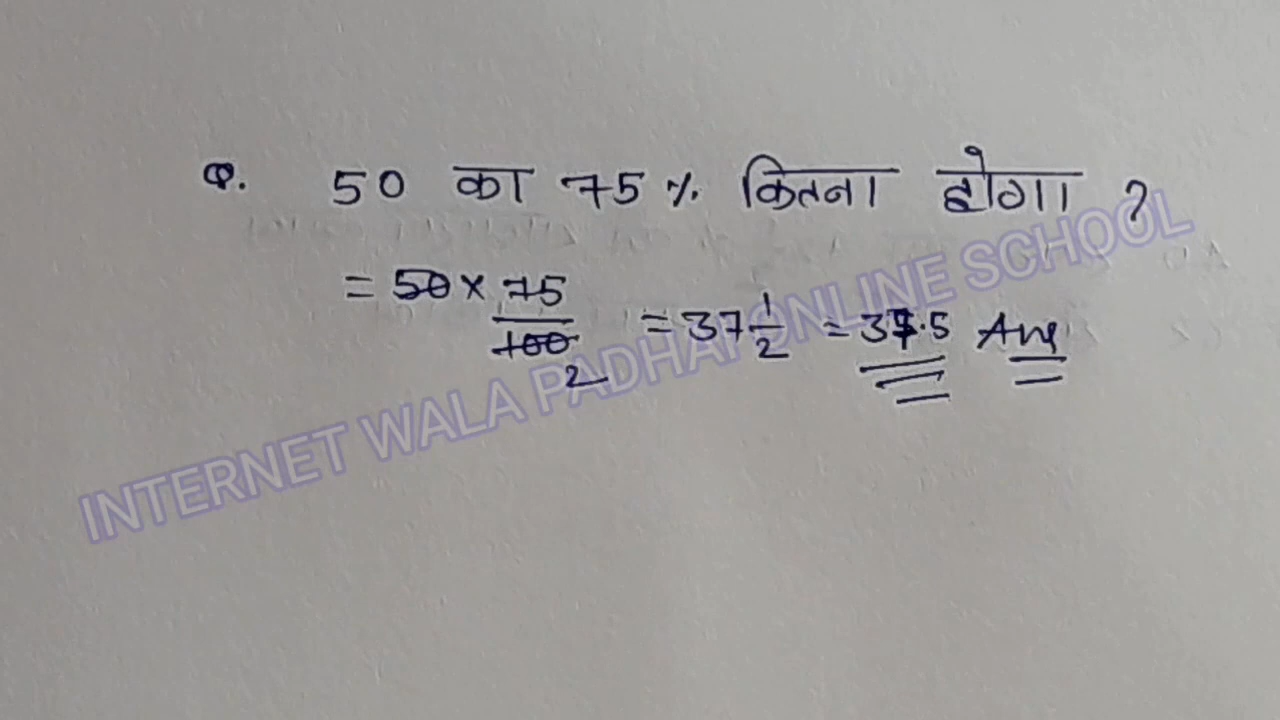 Q. 50 का 75% कितना होगा ?
= 50 × 75/100 2 = 37 1/2 = 37.5 Ans
INTERNET WALA PADHAI ONLINE SCHOOL